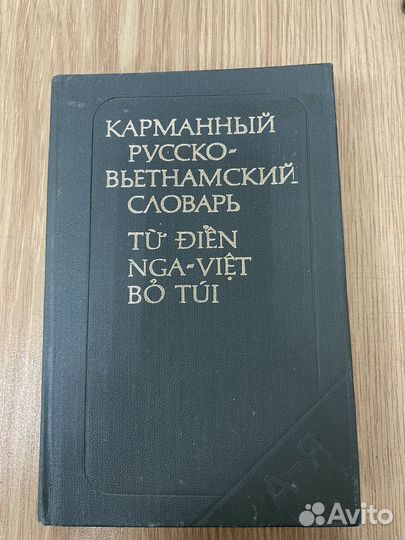 КАРМАННЫЙ
РУССКО-
ВЬЕТНАМСКИЙ
СЛОВАРЬ
TỪ ĐIỂN
NGA-VIỆT
BỎ TÚI
А-Я
Avito